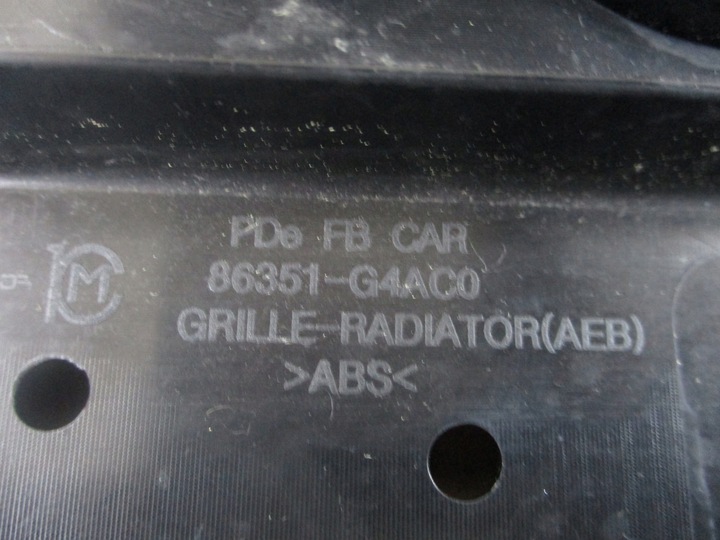 PDe FB CAR
86351-G4AC0
GRILLE-RADIATOR(AEB)
>ABS<